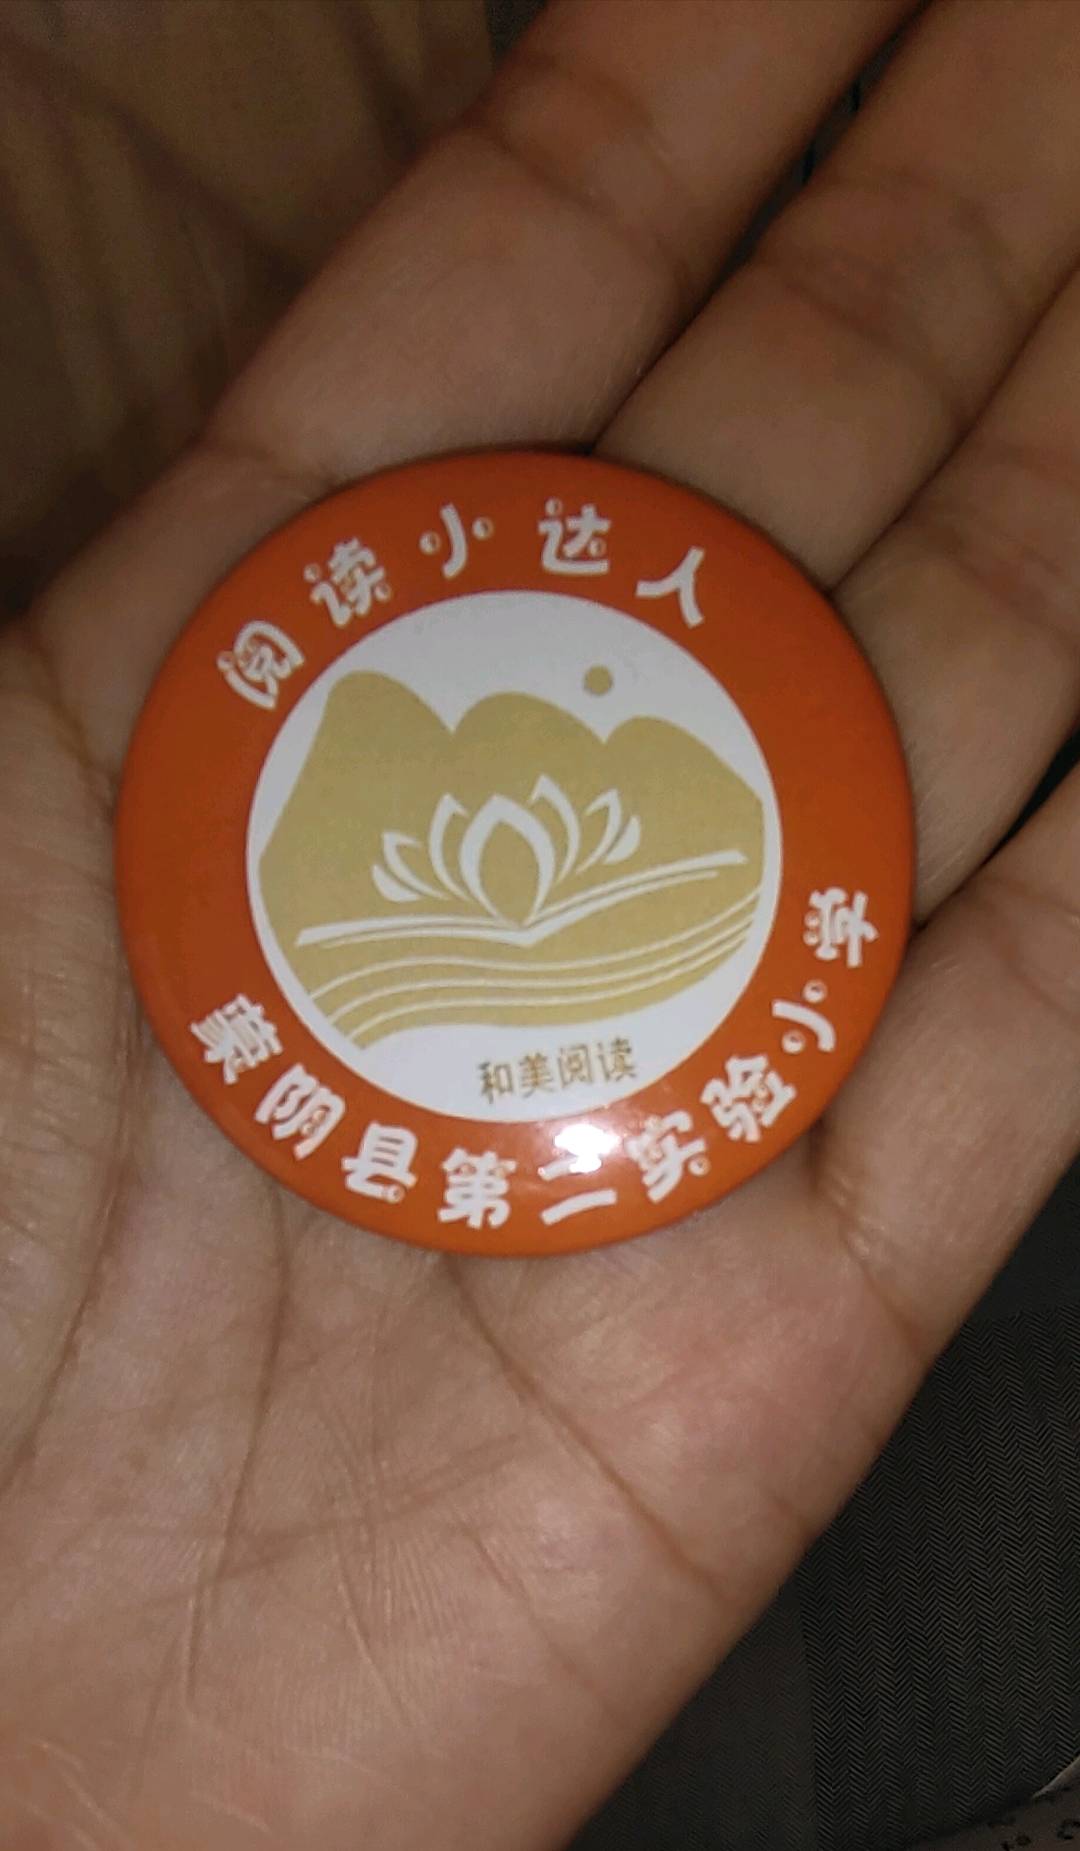 阅读小达人
和美阅读
蒙阴县第二实验小学